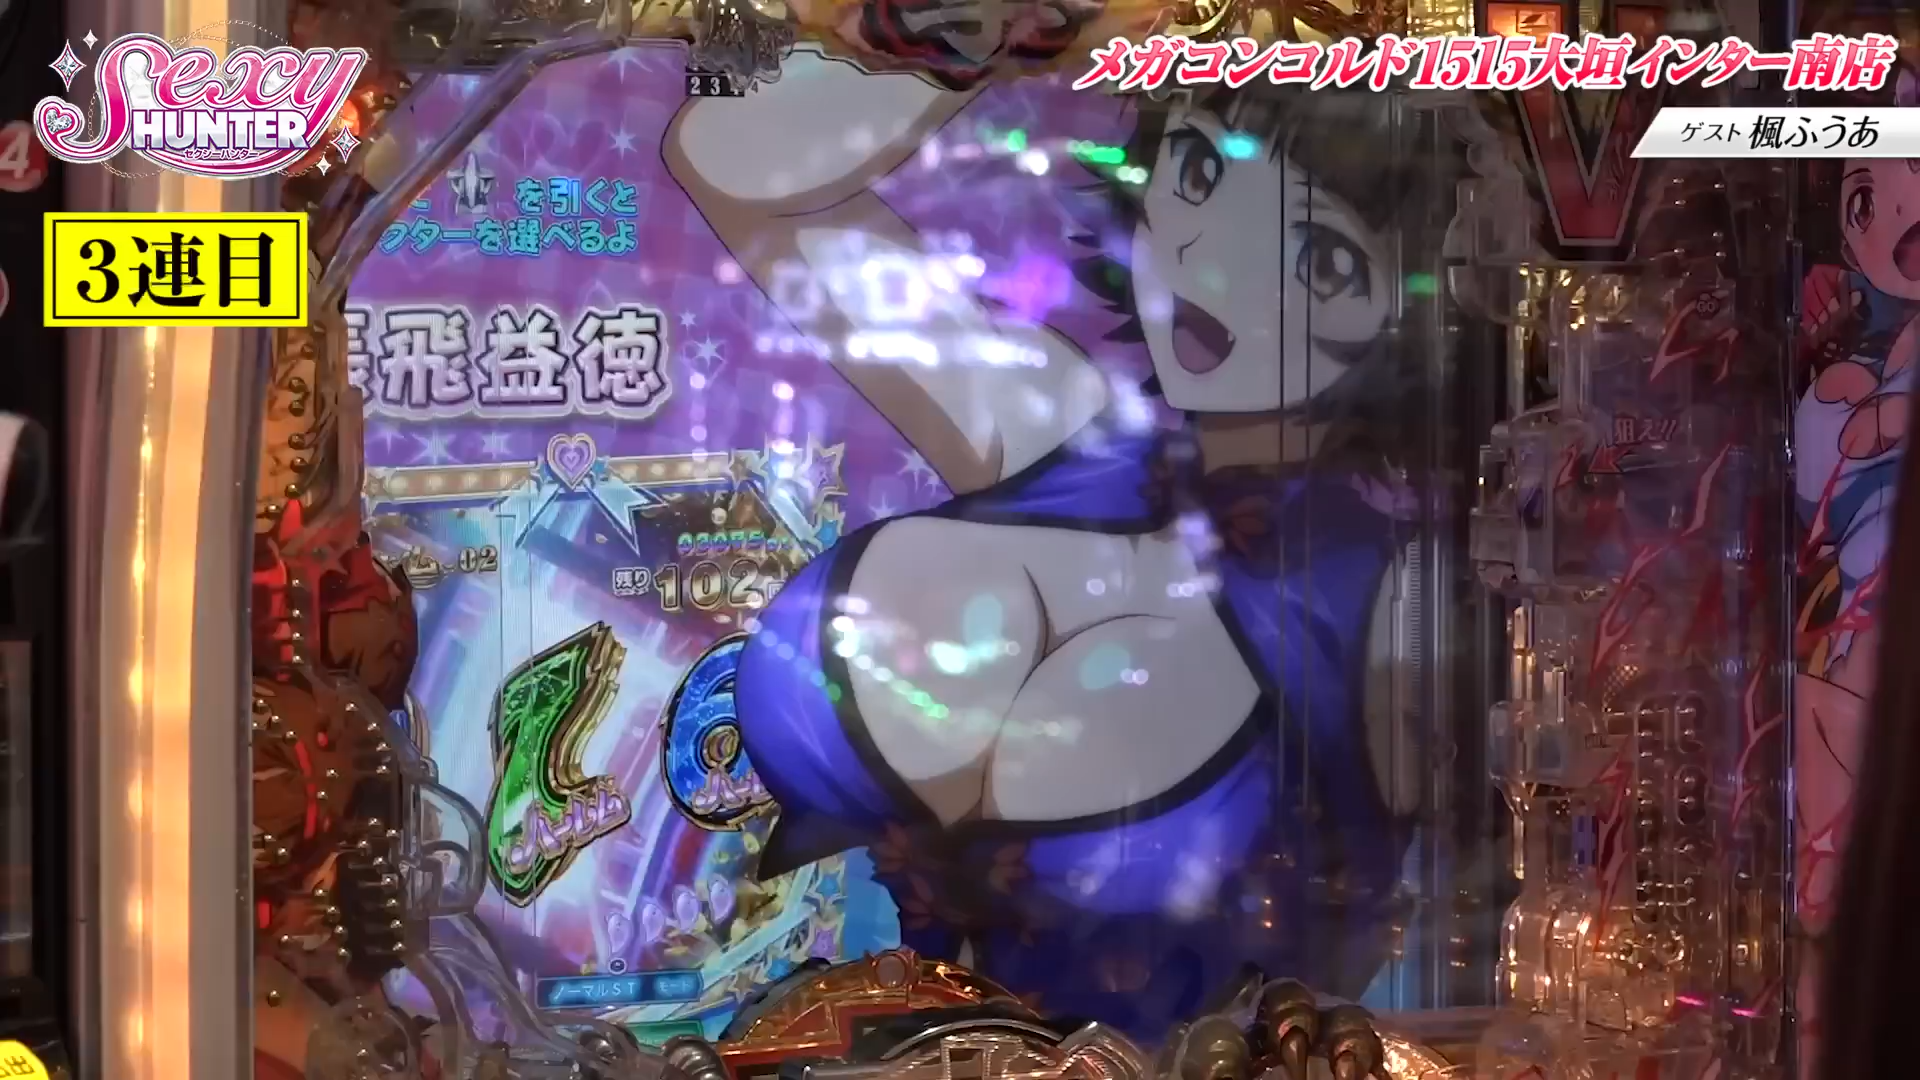 Sexy
HUNTER
セクシーハンター
メガコンコルド1515大垣インター南店
ゲスト 楓ふうあ
3連目
を引くと
クターを選べるよ
飛益徳
02
残り102
ハーレム
ノーマルST モード
狙え!!
V